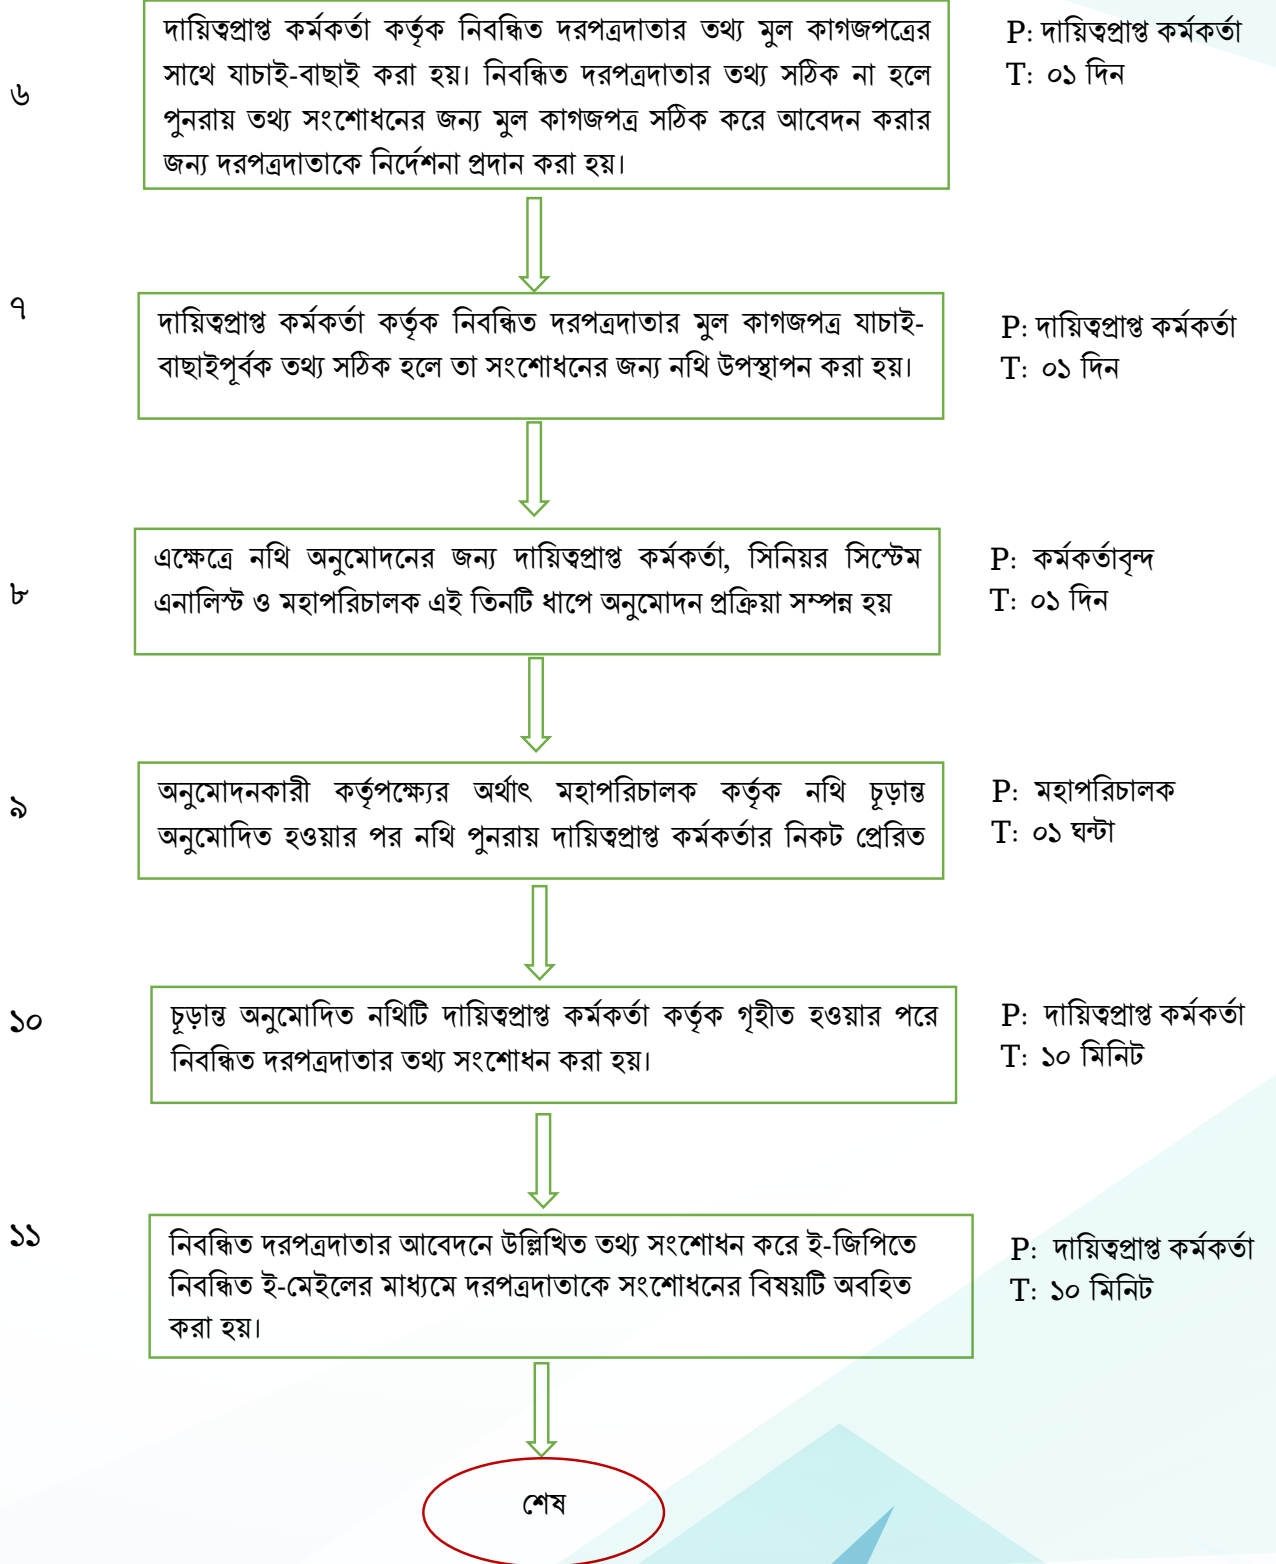 ৬
দায়িত্বপ্রাপ্ত কর্মকর্তা কর্তৃক নিবন্ধিত দরপত্রদাতার তথ্য মুল কাগজপত্রের
সাথে যাচাই-বাছাই করা হয়। নিবন্ধিত দরপত্রদাতার তথ্য সঠিক না হলে
পুনরায় তথ্য সংশোধনের জন্য মুল কাগজপত্র সঠিক করে আবেদন করার
জন্য দরপত্রদাতাকে নির্দেশনা প্রদান করা হয়।
P: দায়িত্বপ্রাপ্ত কর্মকর্তা
T: ০১ দিন
৭
দায়িত্বপ্রাপ্ত কর্মকর্তা কর্তৃক নিবন্ধিত দরপত্রদাতার মুল কাগজপত্র যাচাই-
বাছাইপূর্বক তথ্য সঠিক হলে তা সংশোধনের জন্য নথি উপস্থাপন করা হয়।
P: দায়িত্বপ্রাপ্ত কর্মকর্তা
T: ০১ দিন
৮
এক্ষেত্রে নথি অনুমোদনের জন্য দায়িত্বপ্রাপ্ত কর্মকর্তা, সিনিয়র সিস্টেম
এনালিস্ট ও মহাপরিচালক এই তিনটি ধাপে অনুমোদন প্রক্রিয়া সম্পন্ন হয়
P: কর্মকর্তাবৃন্দ
T: ০১ দিন
৯
অনুমোদনকারী কর্তৃপক্ষ্যের অর্থাৎ মহাপরিচালক কর্তৃক নথি চূড়ান্ত
অনুমোদিত হওয়ার পর নথি পুনরায় দায়িত্বপ্রাপ্ত কর্মকর্তার নিকট প্রেরিত
P: মহাপরিচালক
T: ০১ ঘন্টা
১০
চূড়ান্ত অনুমোদিত নথিটি দায়িত্বপ্রাপ্ত কর্মকর্তা কর্তৃক গৃহীত হওয়ার পরে
নিবন্ধিত দরপত্রদাতার তথ্য সংশোধন করা হয়।
P: দায়িত্বপ্রাপ্ত কর্মকর্তা
T: ১০ মিনিট
১১
নিবন্ধিত দরপত্রদাতার আবেদনে উল্লিখিত তথ্য সংশোধন করে ই-জিপিতে
নিবন্ধিত ই-মেইলের মাধ্যমে দরপত্রদাতাকে সংশোধনের বিষয়টি অবহিত
করা হয়।
P: দায়িত্বপ্রাপ্ত কর্মকর্তা
T: ১০ মিনিট
শেষ